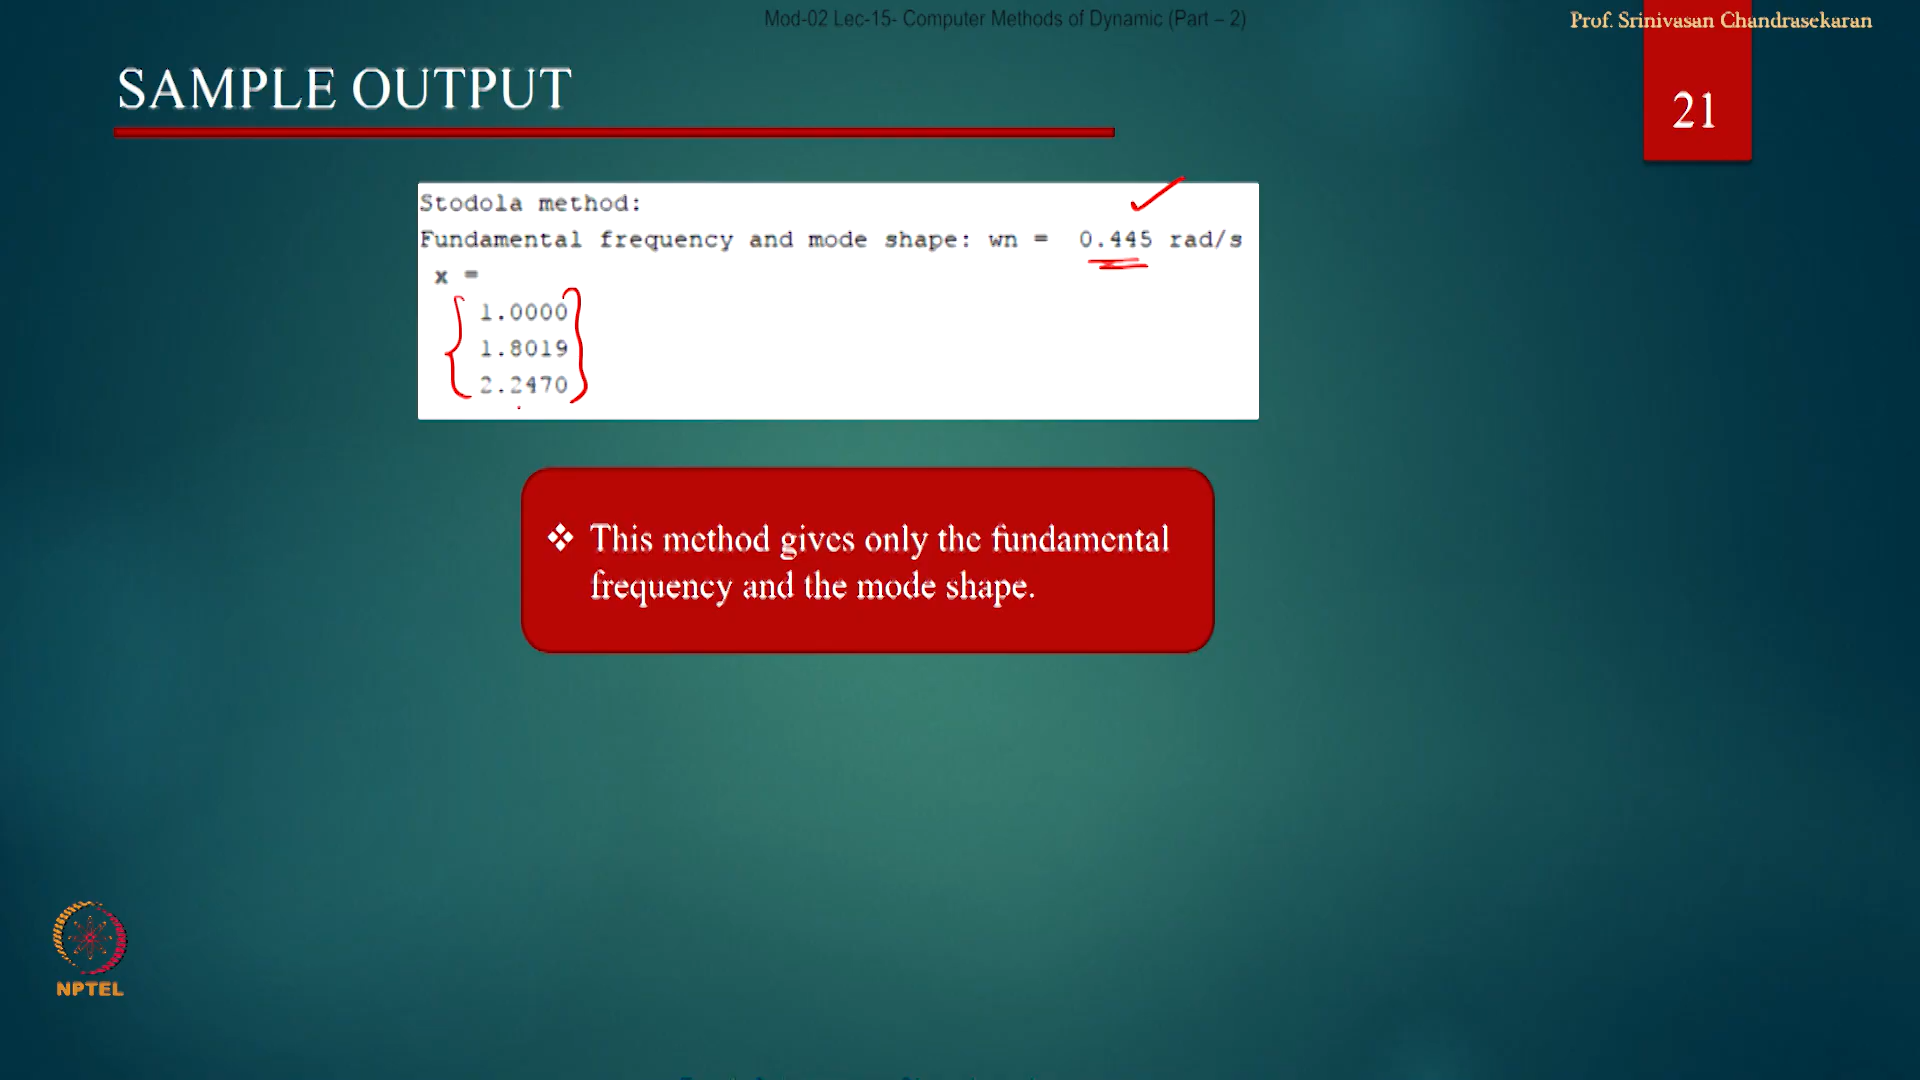 Mod-02 Lec-15- Computer Methods of Dynamic (Part – 2)
Prof. Srinivasan Chandrasekaran
SAMPLE OUTPUT
21
Stodola method:
Fundamental frequency and mode shape: wn = 0.445 rad/s
x =
1.0000
1.8019
2.2470
❖ This method gives only the fundamental
frequency and the mode shape.
NPTEL